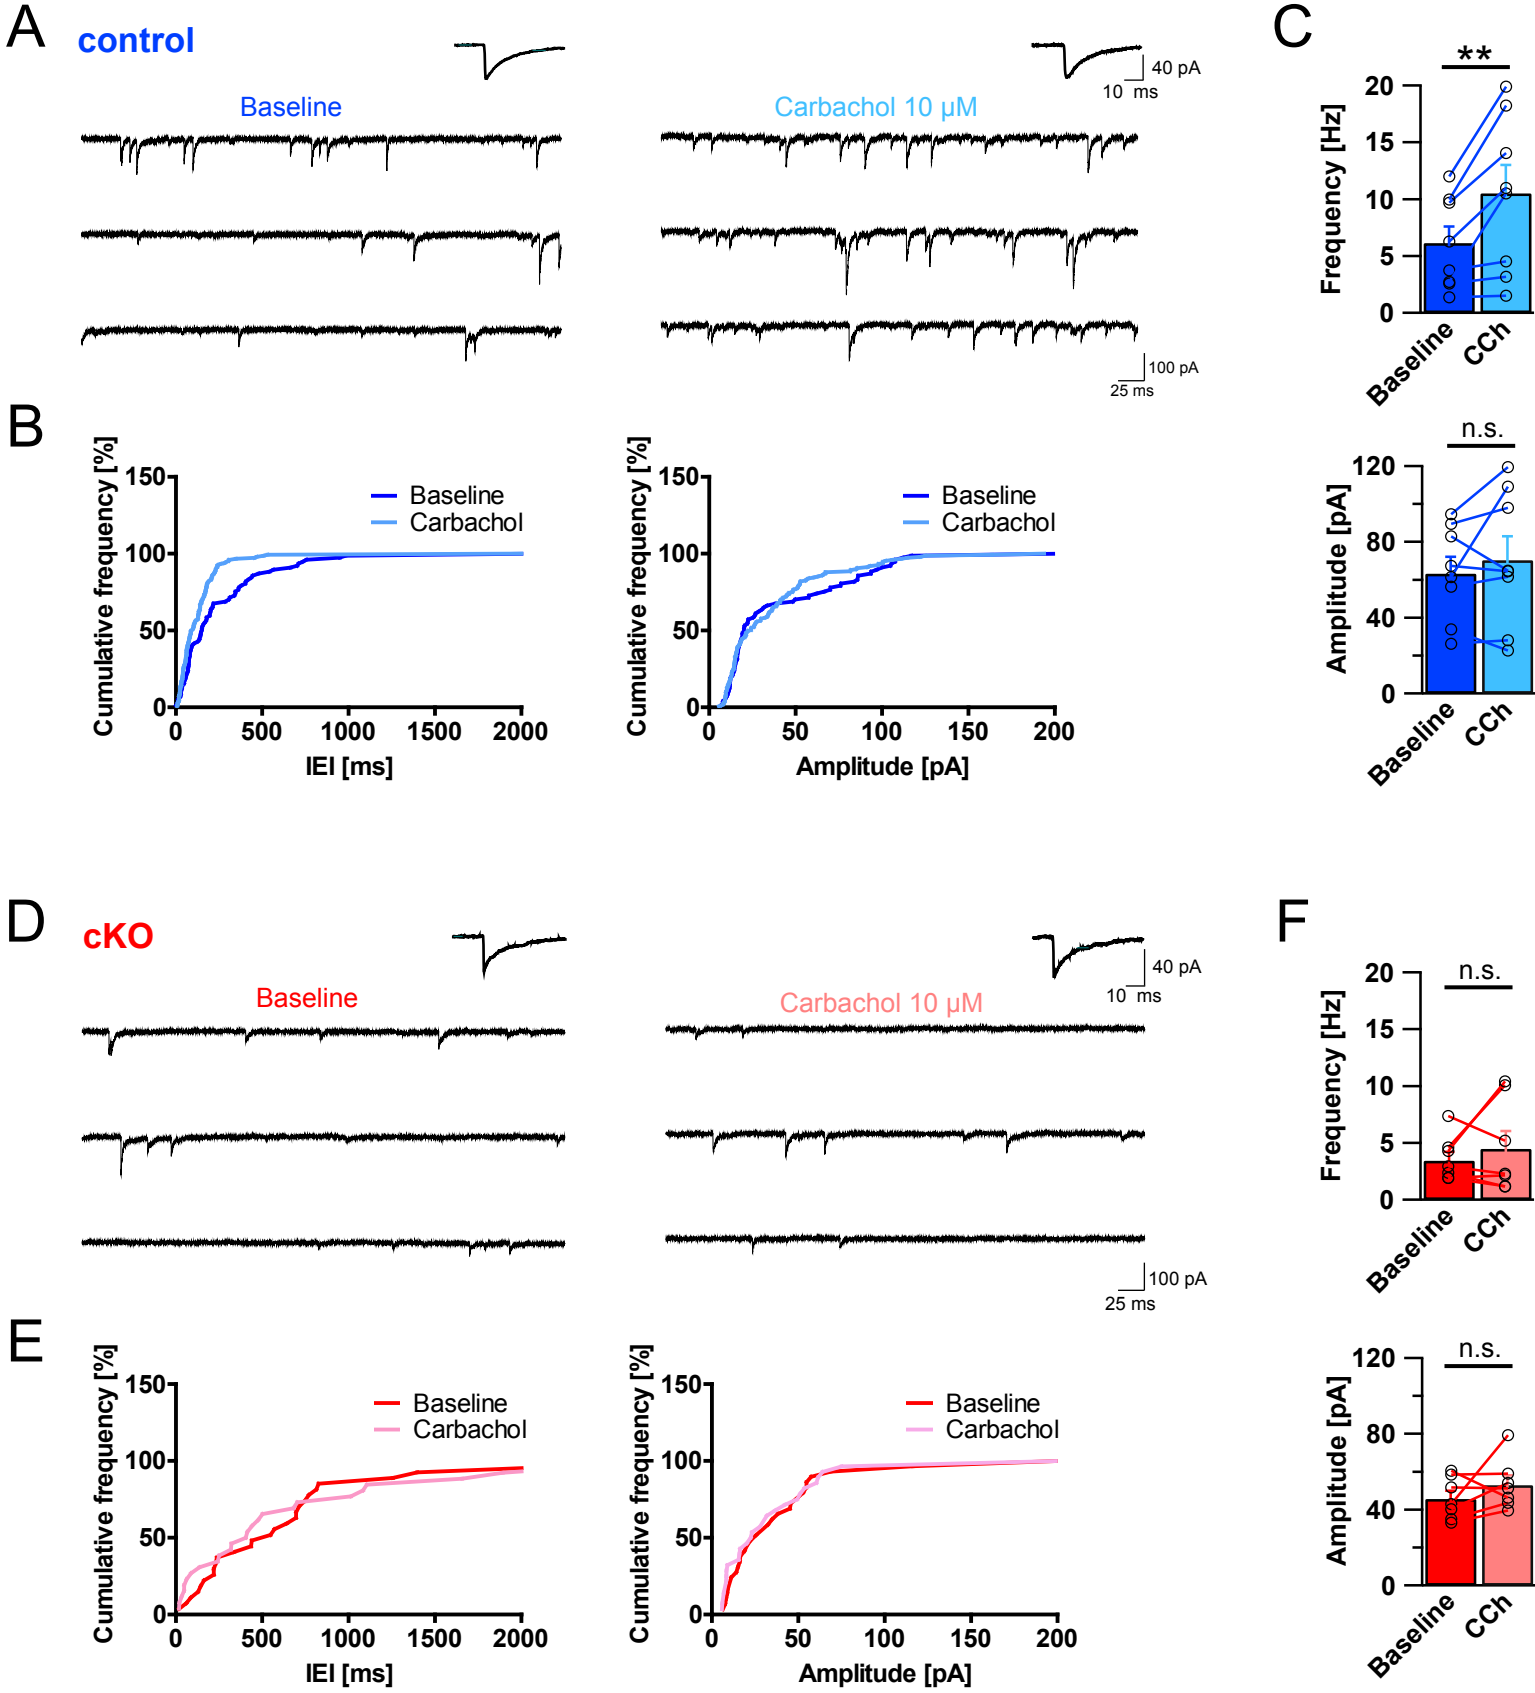 A
control
Baseline
Carbachol 10 µM
40 pA
10 ms
100 pA
25 ms
B
Cumulative frequency [%]
150
100
50
0
Baseline
Carbachol
0 500 1000 1500 2000
IEI [ms]
Cumulative frequency [%]
150
100
50
0
Baseline
Carbachol
0 50 100 150 200
Amplitude [pA]
C
**
Frequency [Hz]
20
15
10
5
0
Baseline
CCh
n.s.
Amplitude [pA]
120
80
40
0
Baseline
CCh
D
cKO
Baseline
Carbachol 10 µM
40 pA
10 ms
100 pA
25 ms
E
Cumulative frequency [%]
150
100
50
0
Baseline
Carbachol
0 500 1000 1500 2000
IEI [ms]
Cumulative frequency [%]
150
100
50
0
Baseline
Carbachol
0 50 100 150 200
Amplitude [pA]
F
n.s.
Frequency [Hz]
20
15
10
5
0
Baseline
CCh
n.s.
Amplitude [pA]
120
80
40
0
Baseline
CCh